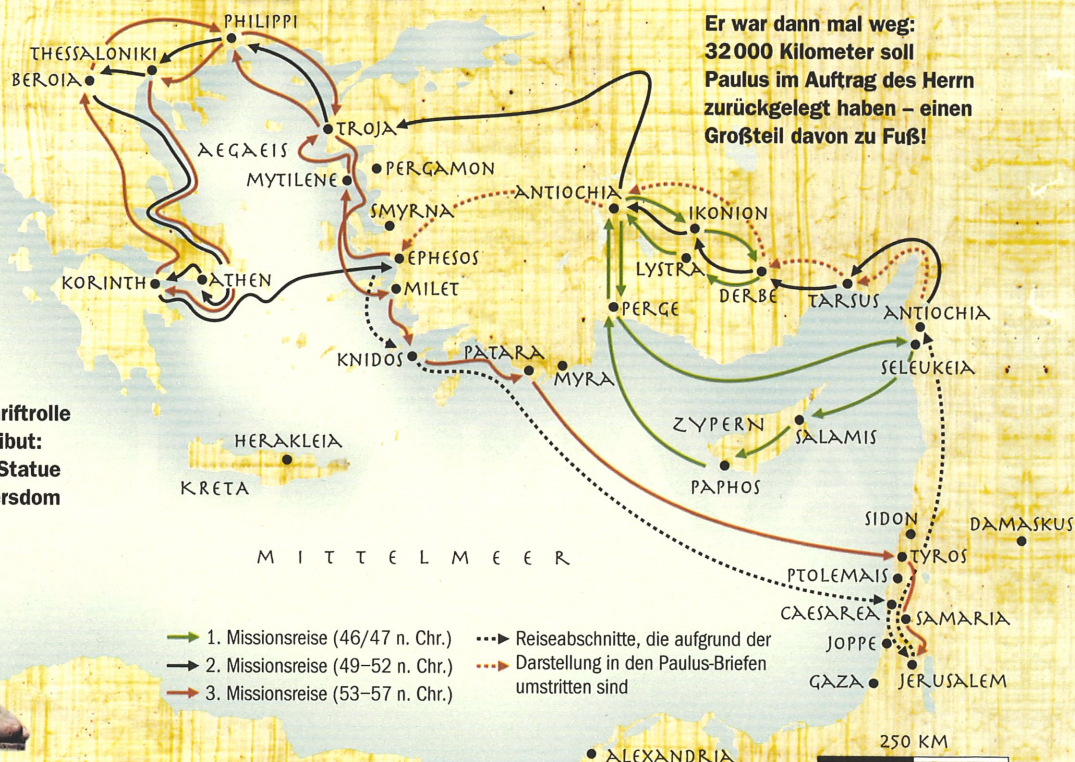 Er war dann mal weg:
32 000 Kilometer soll
Paulus im Auftrag des Herrn
zurückgelegt haben – einen
Großteil davon zu Fuß!
PHILIPPI
THESSALONIKI
BEROIA
TROJA
AEGAEIS
PERGAMON
MYTILENE
ANTIOCHIA
SMYRNA
IKONION
EPHESOS
LYSTRA
KORINTH
ATHEN
MILET
DERBE
TARSUS
PERGE
ANTIOCHIA
KNIDOS
PATARA
MYRA
SELEUKEIA
riftrolle
ibut:
Statue
ersdom
ZYPERN
SALAMIS
HERAKLEIA
KRETA
PAPHOS
SIDON
DAMASKUS
MITTELMEER
TYROS
PTOLEMAIS
CAESAREA
SAMARIA
JOPPE
GAZA
JERUSALEM
1. Missionsreise (46/47 n. Chr.)
2. Missionsreise (49–52 n. Chr.)
3. Missionsreise (53–57 n. Chr.)
Reiseabschnitte, die aufgrund der
Darstellung in den Paulus-Briefen
umstritten sind
250 KM
ALEXANDRIA